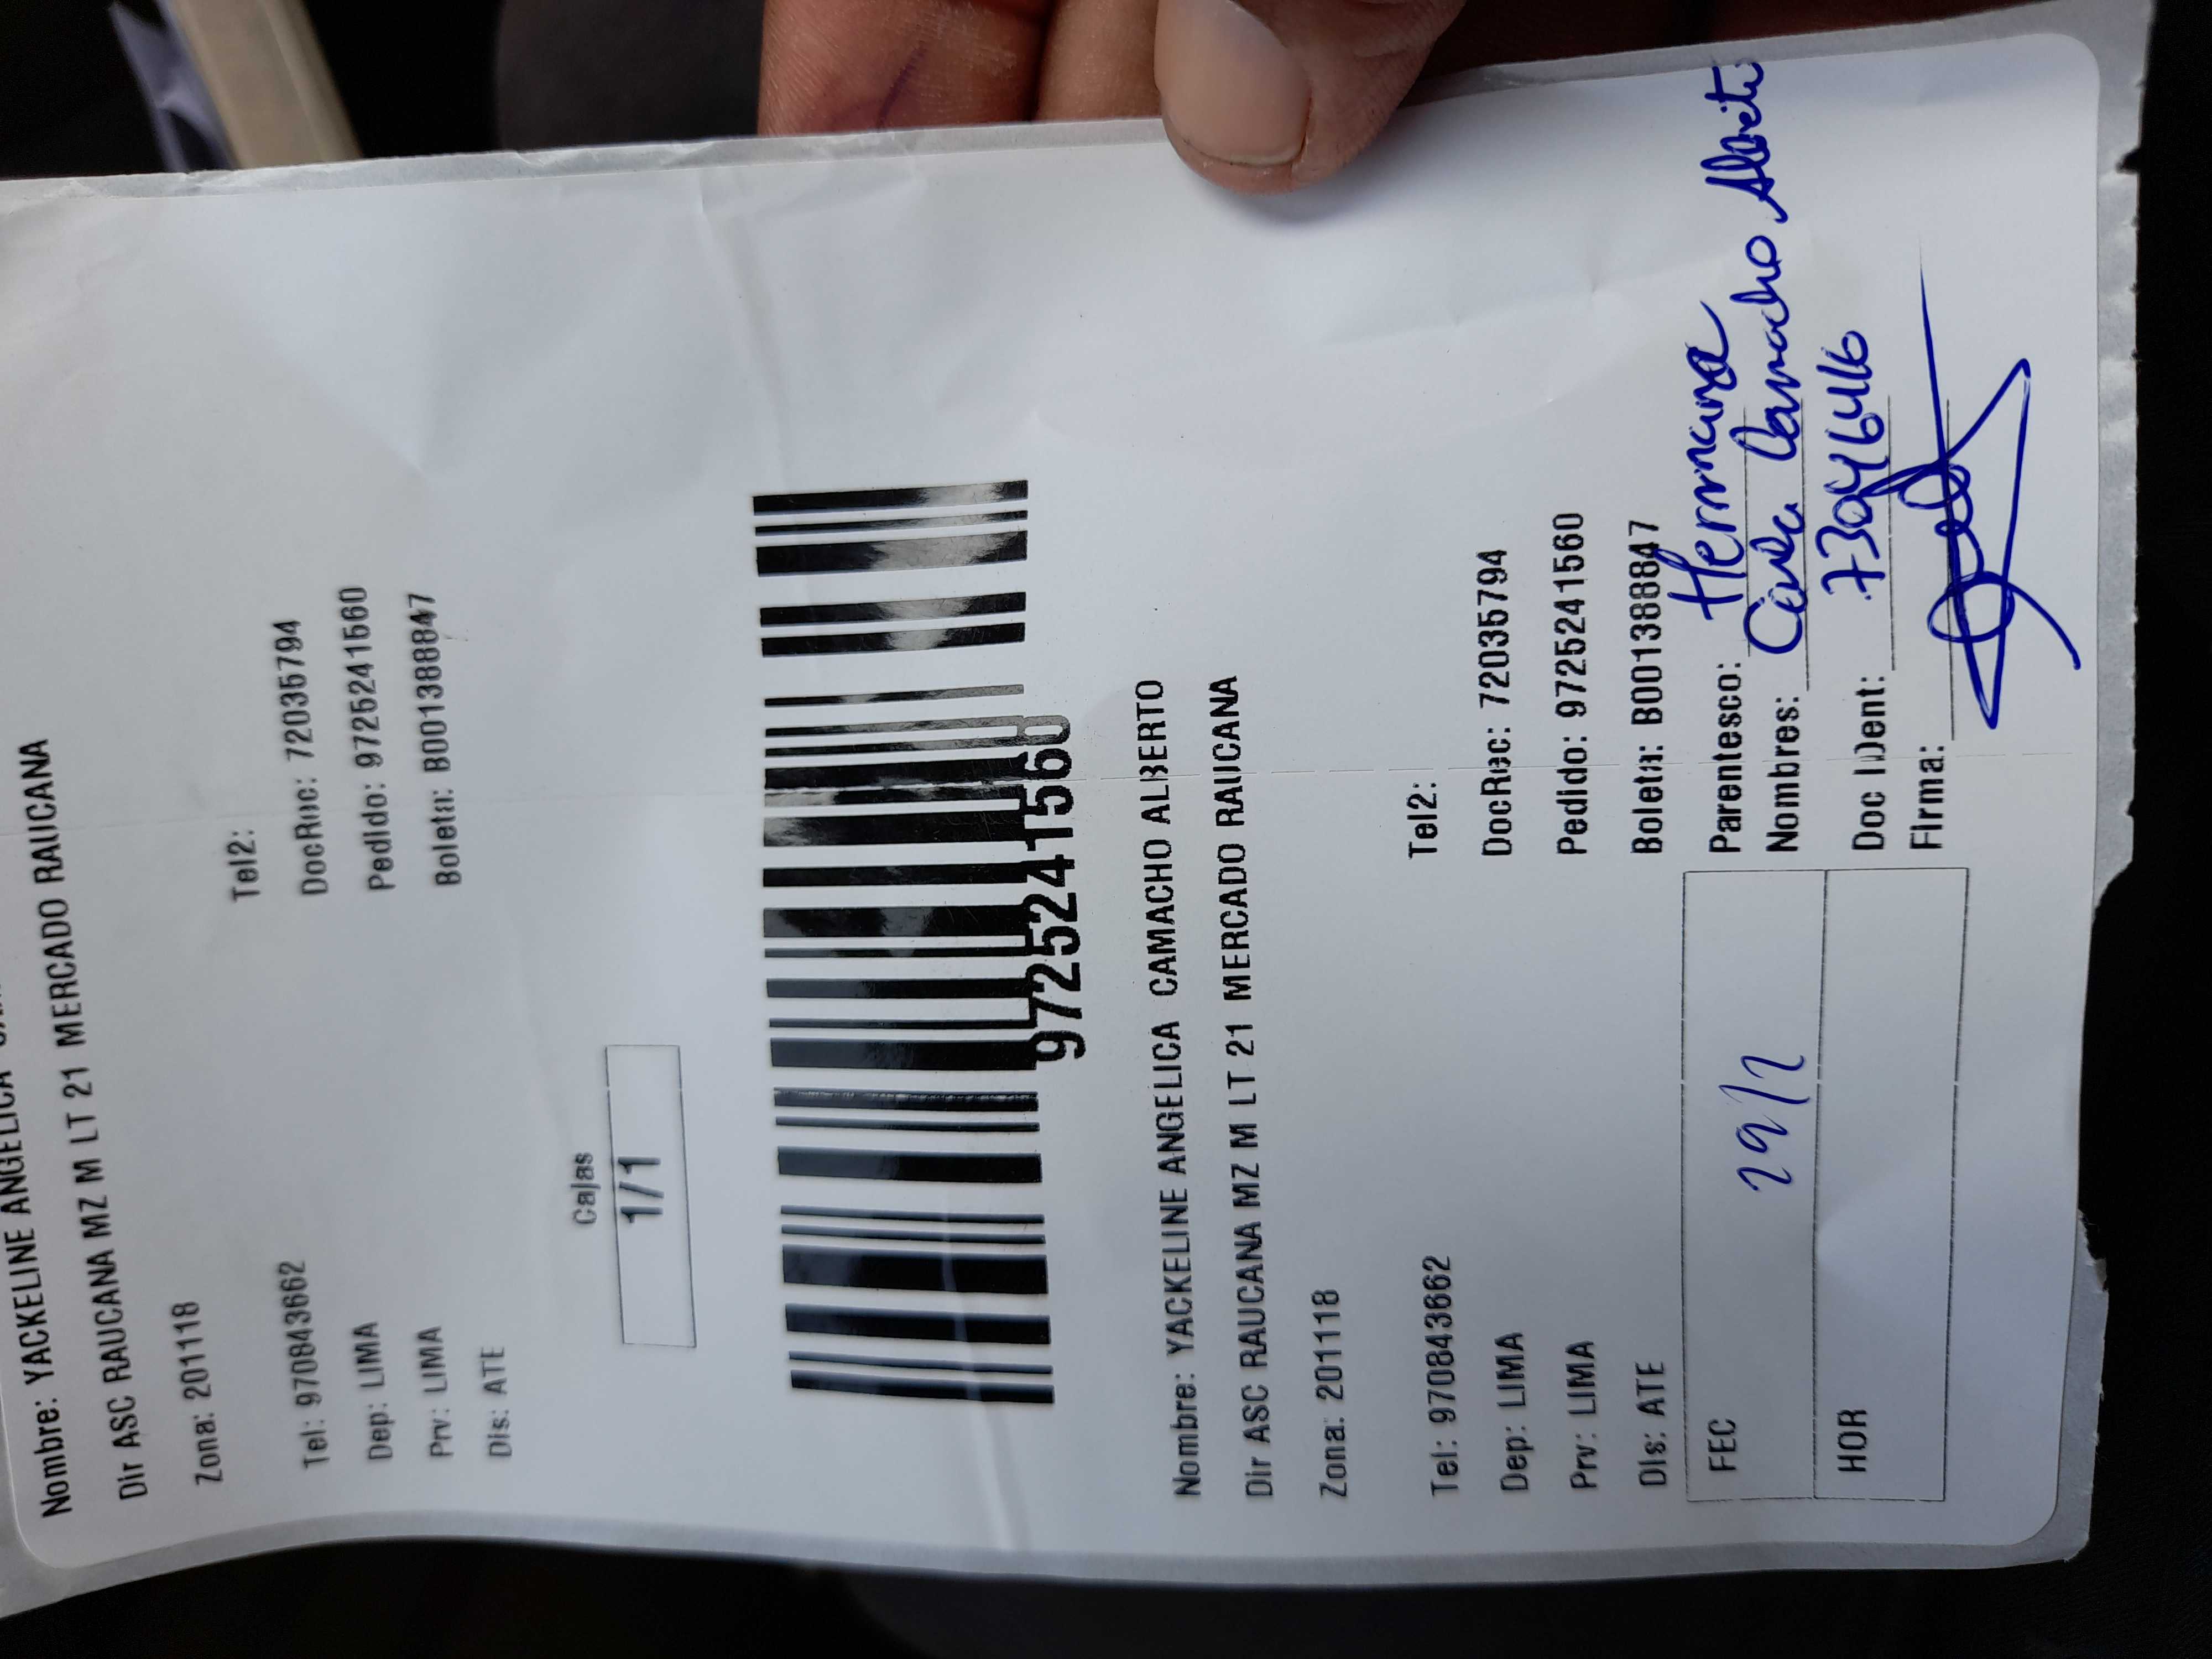 Nombre: YACKELINE ANGELICA
Dir ASC RAUCANA MZ M LT 21 MERCADO RAUCANA
Zona: 201118
Tel2:
Tel: 970843662 DocRec: 72035794
Dep: LIMA Pedido: 9725241560
Prv: LIMA Boleta: B001388847
Dis: ATE
Cajas
1/1
9725241560
Nombre: YACKELINE ANGELICA CAMACHO ALBERTO
Dir ASC RAUCANA MZ M LT 21 MERCADO RAUCANA
Zona: 201118
Tel2:
Tel: 970843662 DocRec: 72035794
Dep: LIMA Pedido: 9725241560
Prv: LIMA Boleta: B001388847
Dis: ATE
FEC 29/7 Parentesco: Hermana
Nombres: Camacho Alberto
HOR Doc IDent:
Firma: